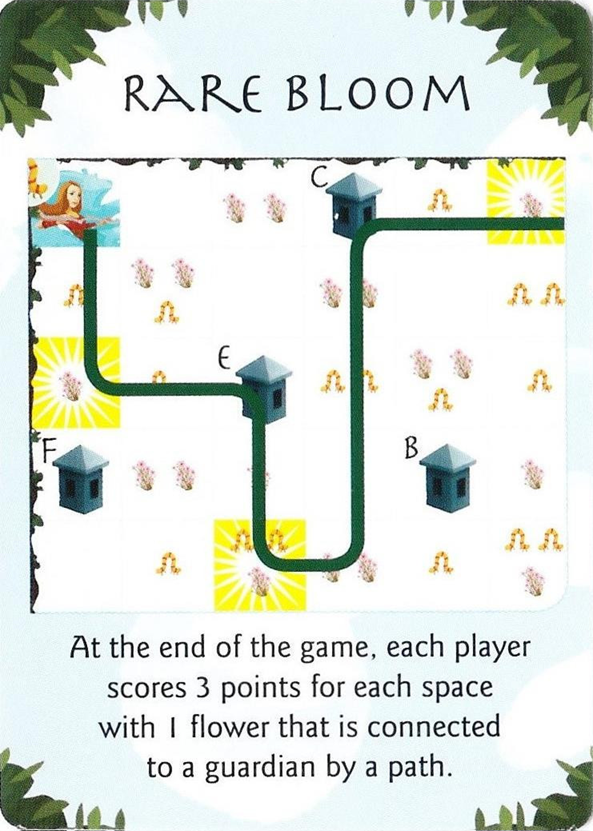 RARE BLOOM
C
E
F
B
At the end of the game, each player
scores 3 points for each space
with 1 flower that is connected
to a guardian by a path.